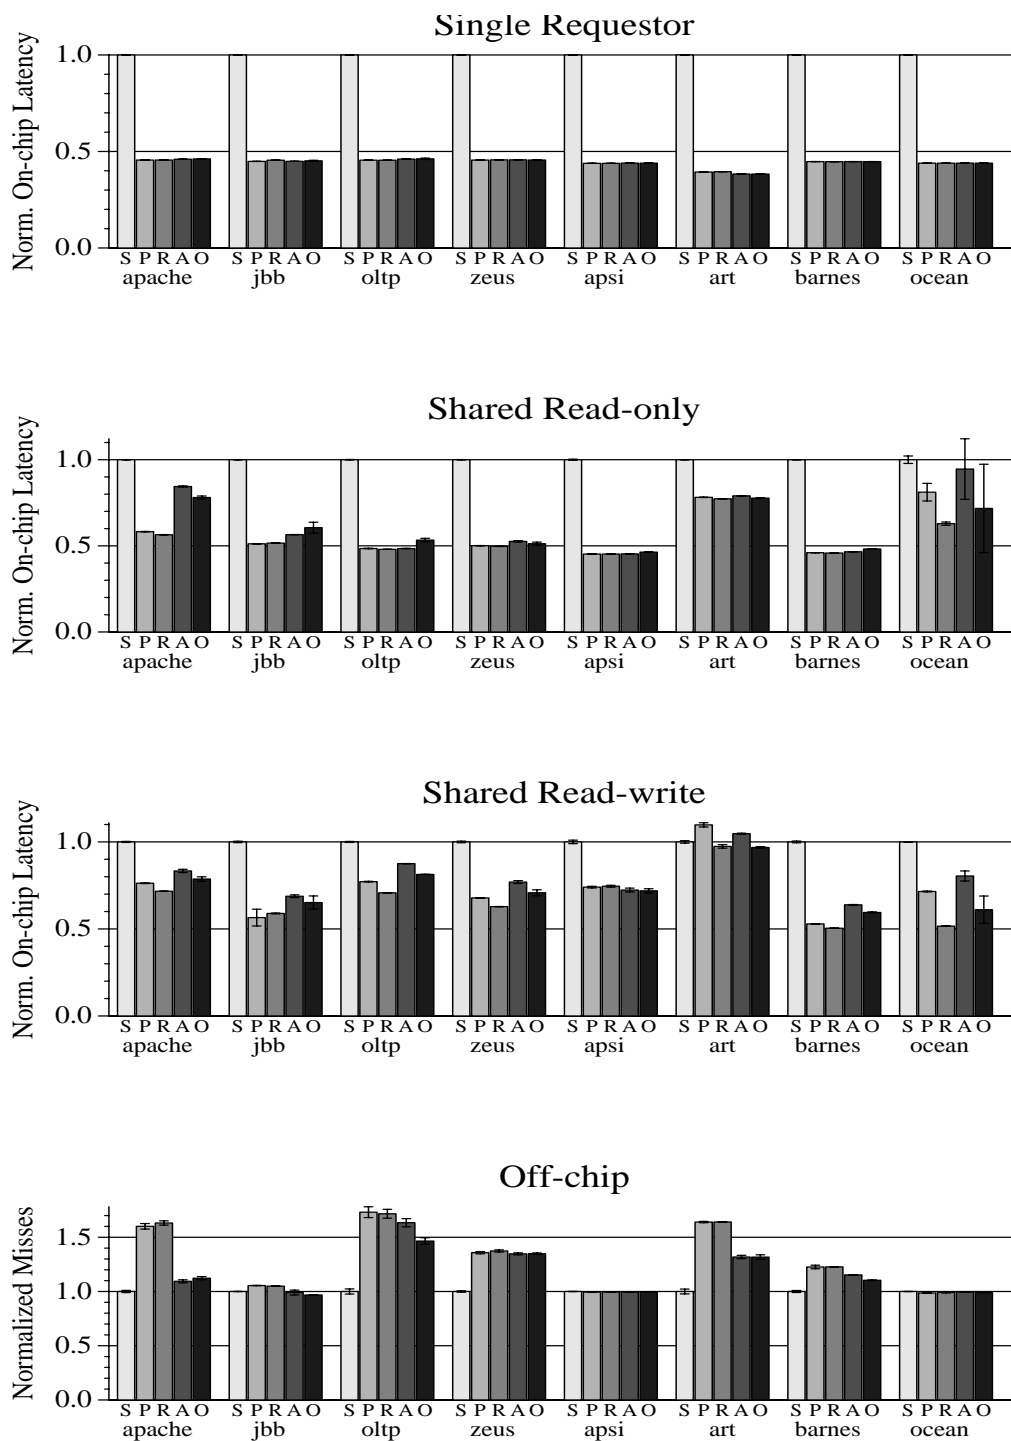 Single Requestor
Norm. On-chip Latency
1.0
0.5
0.0
S P R A O S P R A O S P R A O S P R A O S P R A O S P R A O S P R A O S P R A O
apache jbb oltp zeus apsi art barnes ocean
Shared Read-only
Norm. On-chip Latency
1.0
0.5
0.0
S P R A O S P R A O S P R A O S P R A O S P R A O S P R A O S P R A O S P R A O
apache jbb oltp zeus apsi art barnes ocean
Shared Read-write
Norm. On-chip Latency
1.0
0.5
0.0
S P R A O S P R A O S P R A O S P R A O S P R A O S P R A O S P R A O S P R A O
apache jbb oltp zeus apsi art barnes ocean
Off-chip
Normalized Misses
1.5
1.0
0.5
0.0
S P R A O S P R A O S P R A O S P R A O S P R A O S P R A O S P R A O S P R A O
apache jbb oltp zeus apsi art barnes ocean